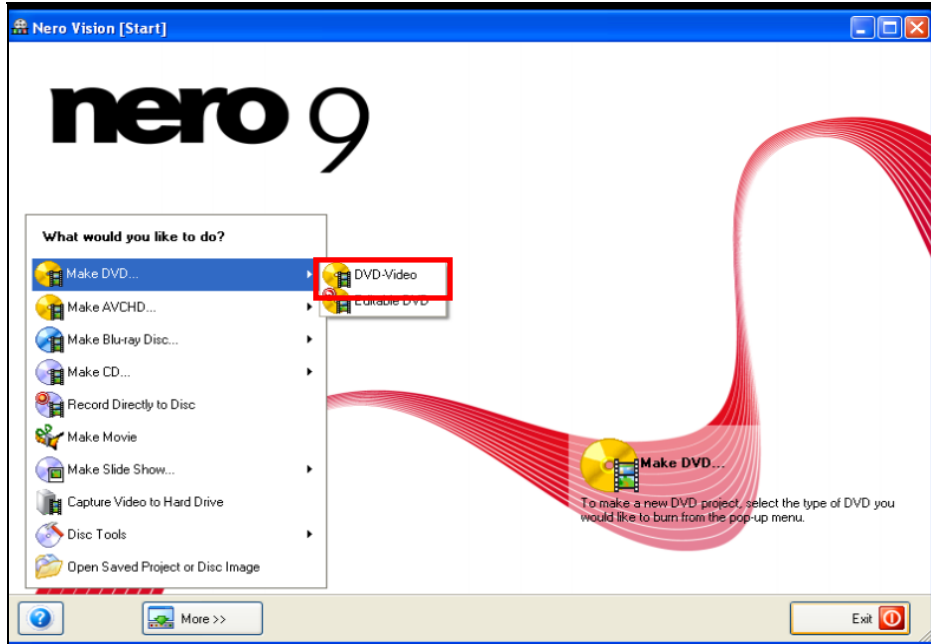 Nero Vision [Start]
nero 9
What would you like to do?
Make DVD...
DVD-Video
Editable DVD
Make AVCHD...
Make Blu-ray Disc...
Make CD...
Record Directly to Disc
Make Movie
Make Slide Show...
Capture Video to Hard Drive
Disc Tools
Open Saved Project or Disc Image
Make DVD...
To make a new DVD project, select the type of DVD you
would like to burn from the pop-up menu.
More >>
Exit